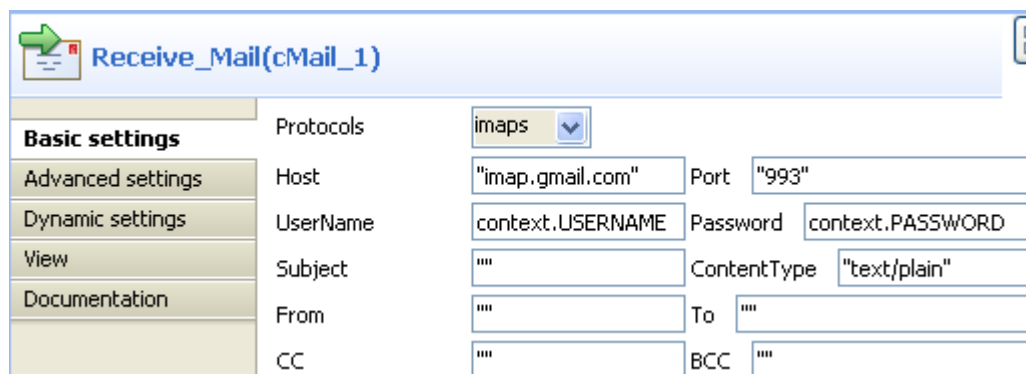 Receive_Mail(cMail_1)
Basic settings
Advanced settings
Dynamic settings
View
Documentation
Protocols imaps
Host "imap.gmail.com" Port "993"
UserName context.USERNAME Password context.PASSWORD
Subject "" ContentType "text/plain"
From "" To ""
CC "" BCC ""